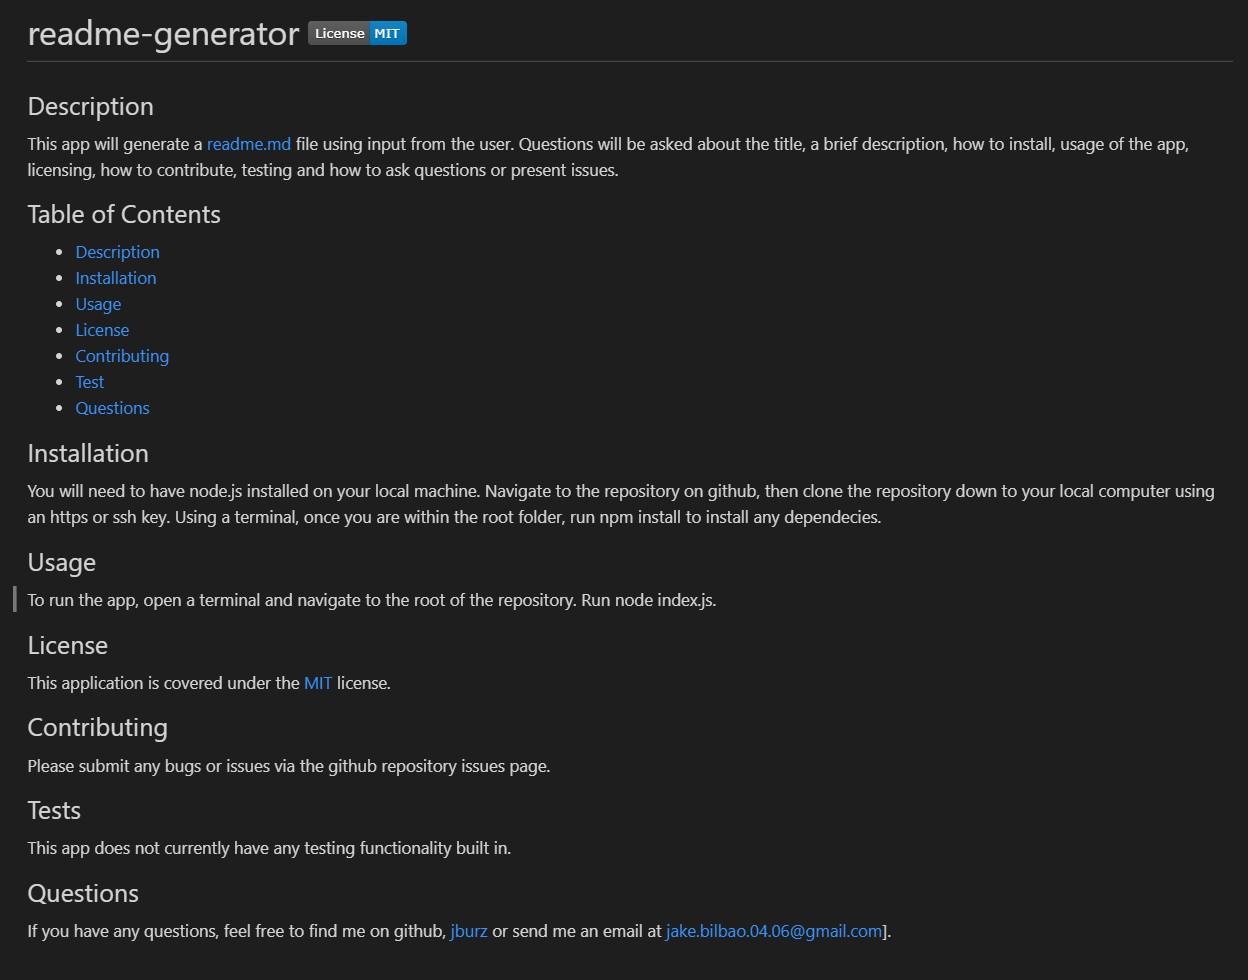 readme-generator License MIT
Description
This app will generate a readme.md file using input from the user. Questions will be asked about the title, a brief description, how to install, usage of the app,
licensing, how to contribute, testing and how to ask questions or present issues.
Table of Contents
Description
Installation
Usage
License
Contributing
Test
Questions
Installation
You will need to have node.js installed on your local machine. Navigate to the repository on github, then clone the repository down to your local computer using
an https or ssh key. Using a terminal, once you are within the root folder, run npm install to install any dependecies.
Usage
To run the app, open a terminal and navigate to the root of the repository. Run node index.js.
License
This application is covered under the MIT license.
Contributing
Please submit any bugs or issues via the github repository issues page.
Tests
This app does not currently have any testing functionality built in.
Questions
If you have any questions, feel free to find me on github, jburz or send me an email at jake.bilbao.04.06@gmail.com].